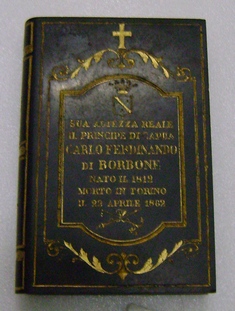 SUA ALTEZZA REALE
IL PRINCIPE DI CAPUA
CARLO FERDINANDO
DI BORBONE
NATO IL 1812
MORTO IN TORINO
IL 22 APRILE 1862